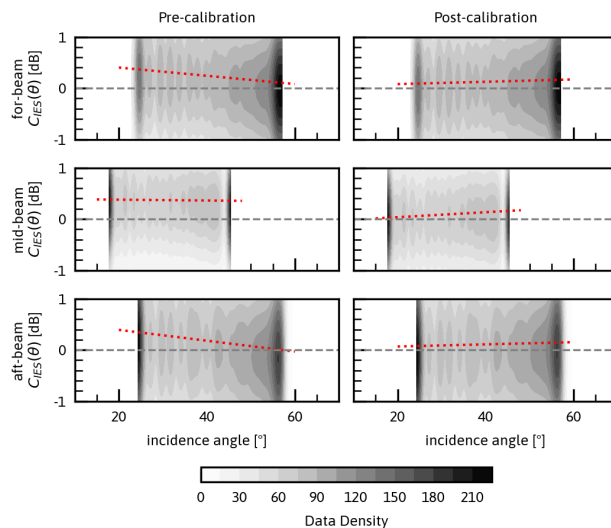 Pre-calibration Post-calibration
for-beam
C_IES(θ) [dB]
1
0
-1
mid-beam
C_IES(θ) [dB]
1
0
-1
aft-beam
C_IES(θ) [dB]
1
0
-1
20 40 60 20 40 60
incidence angle [°] incidence angle [°]
0 30 60 90 120 150 180 210
Data Density